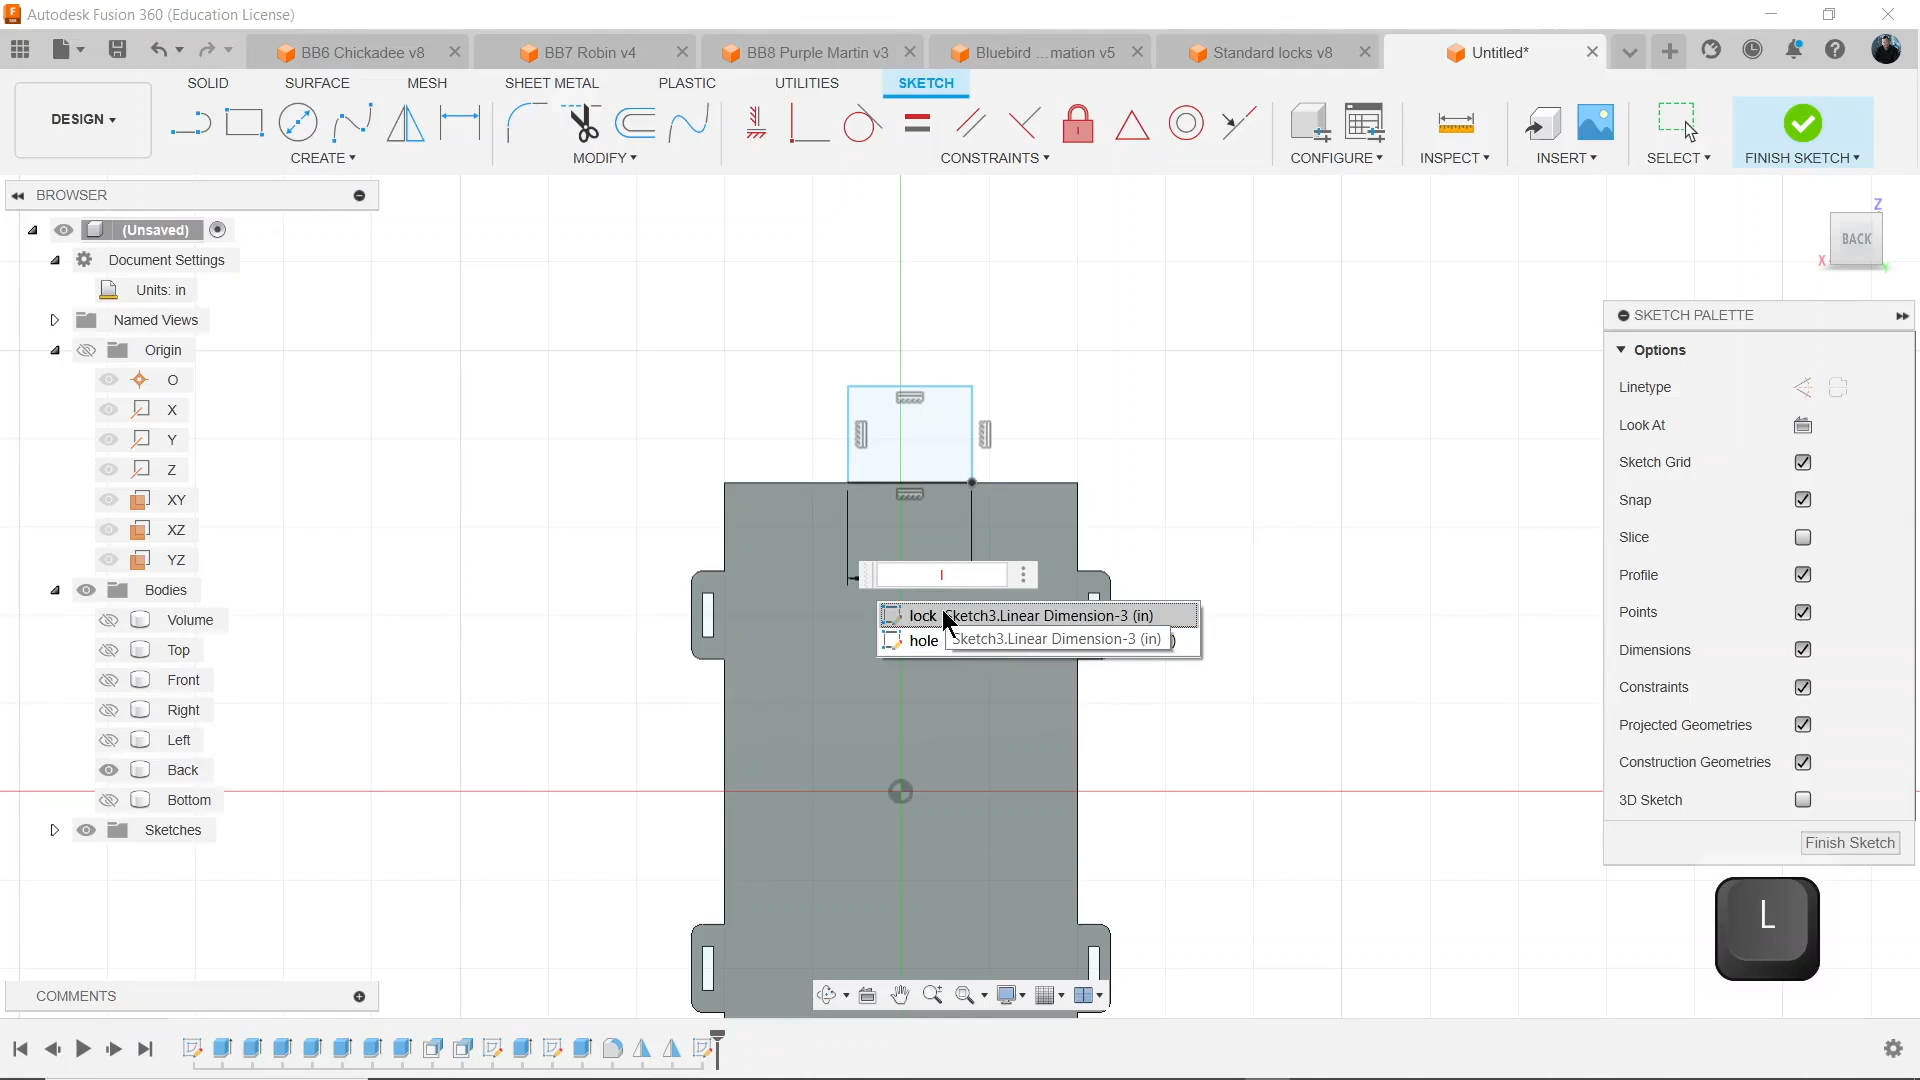 Autodesk Fusion 360 (Education License)
BB6 Chickadee v8
BB7 Robin v4
BB8 Purple Martin v3
Bluebird ...mation v5
Standard locks v8
Untitled*
SOLID
SURFACE
MESH
SHEET METAL
PLASTIC
UTILITIES
SKETCH
DESIGN
CREATE
MODIFY
CONSTRAINTS
CONFIGURE
INSPECT
INSERT
SELECT
FINISH SKETCH
BROWSER
(Unsaved)
Document Settings
Units: in
Named Views
Origin
O
X
Y
Z
XY
XZ
YZ
Bodies
Volume
Top
Front
Right
Left
Back
Bottom
Sketches
COMMENTS
Z
BACK
X
Y
l
lock Sketch3.Linear Dimension-3 (in)
hole
Sketch3.Linear Dimension-3 (in)
SKETCH PALETTE
Options
Linetype
Look At
Sketch Grid
Snap
Slice
Profile
Points
Dimensions
Constraints
Projected Geometries
Construction Geometries
3D Sketch
Finish Sketch
L